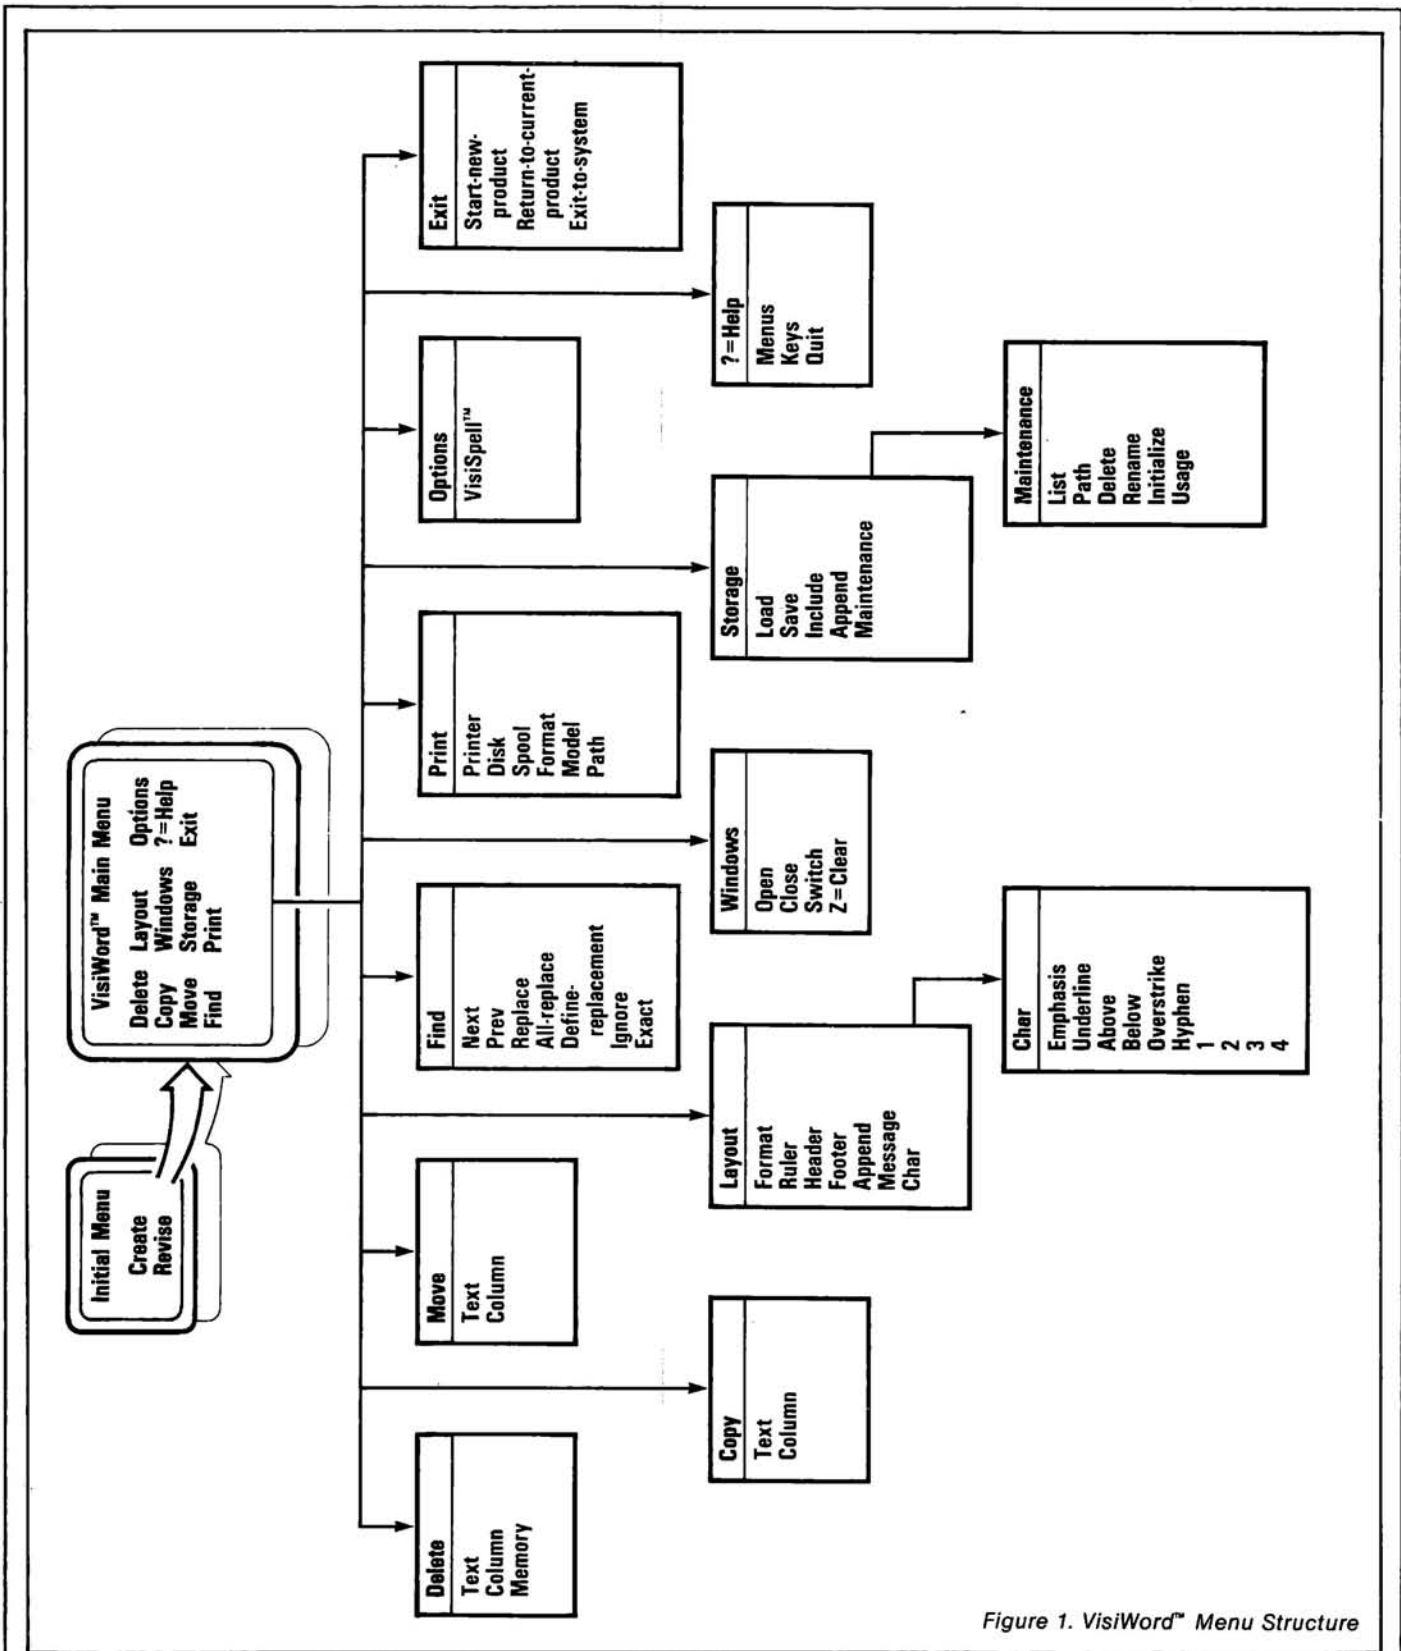 Initial Menu
Create
Revise
VisiWord™ Main Menu
Delete Layout Options
Copy Windows ?=Help
Move Storage Exit
Find Print
Delete
Text
Column
Memory
Copy
Text
Column
Move
Text
Column
Layout
Format
Ruler
Header
Footer
Append
Message
Char
Char
Emphasis
Underline
Above
Below
Overstrike
Hyphen
1
2
3
4
Find
Next
Prev
Replace
All-replace
Define-
replacement
Ignore
Exact
Windows
Open
Close
Switch
Z=Clear
Print
Printer
Disk
Spool
Format
Model
Path
Storage
Load
Save
Include
Append
Maintenance
Maintenance
List
Path
Delete
Rename
Initialize
Usage
Options
VisiSpell™
?=Help
Menus
Keys
Quit
Exit
Start-new-
product
Return-to-current-
product
Exit-to-system
Figure 1. VisiWord™ Menu Structure